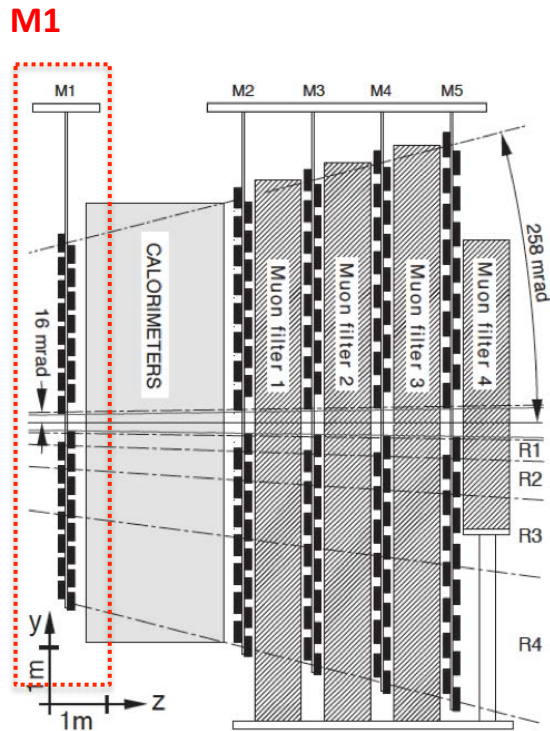 M1
M1
M2
M3
M4
M5
16 mrad
CALORIMETERS
Muon filter 1
Muon filter 2
Muon filter 3
Muon filter 4
258 mrad
R1
R2
R3
R4
y
1m
1m
z